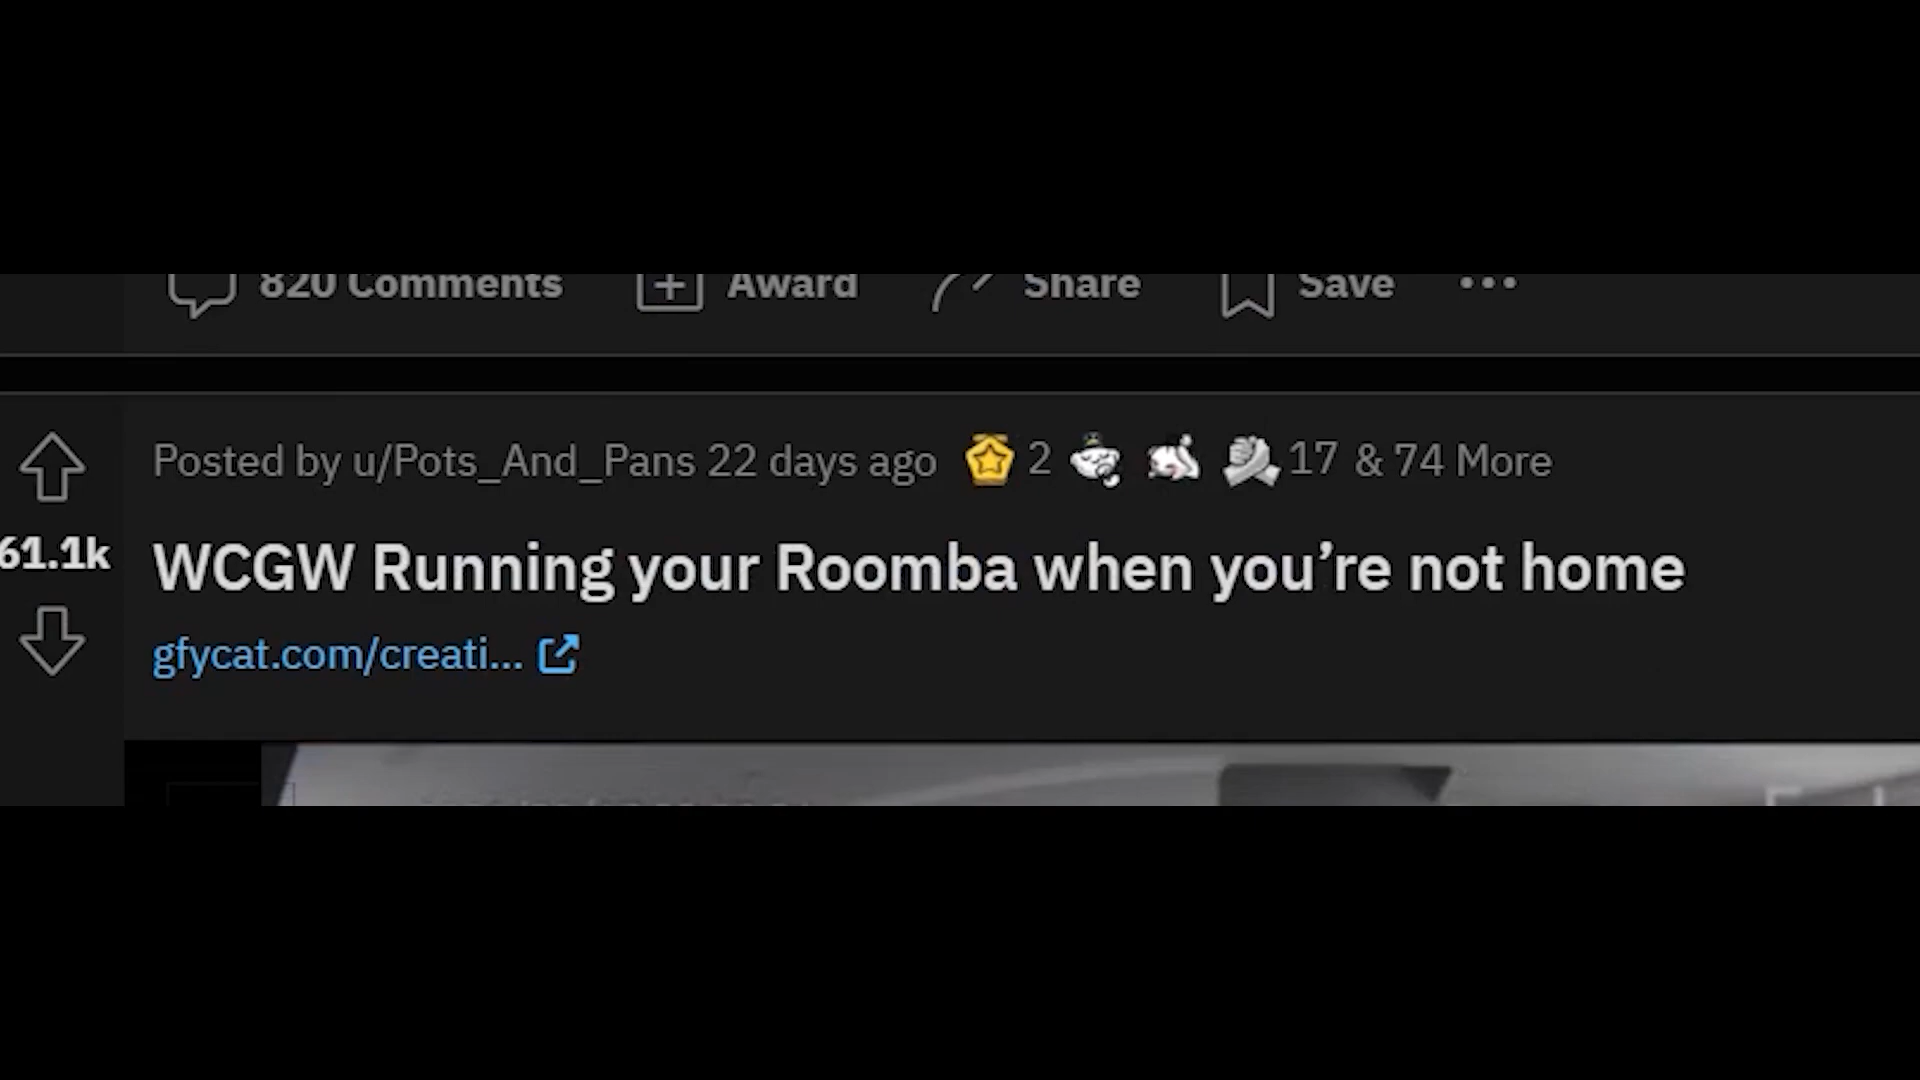 820 Comments Award Share Save
Posted by u/Pots_And_Pans 22 days ago 2 17 & 74 More
61.1k
WCGW Running your Roomba when you’re not home
gfycat.com/creati...